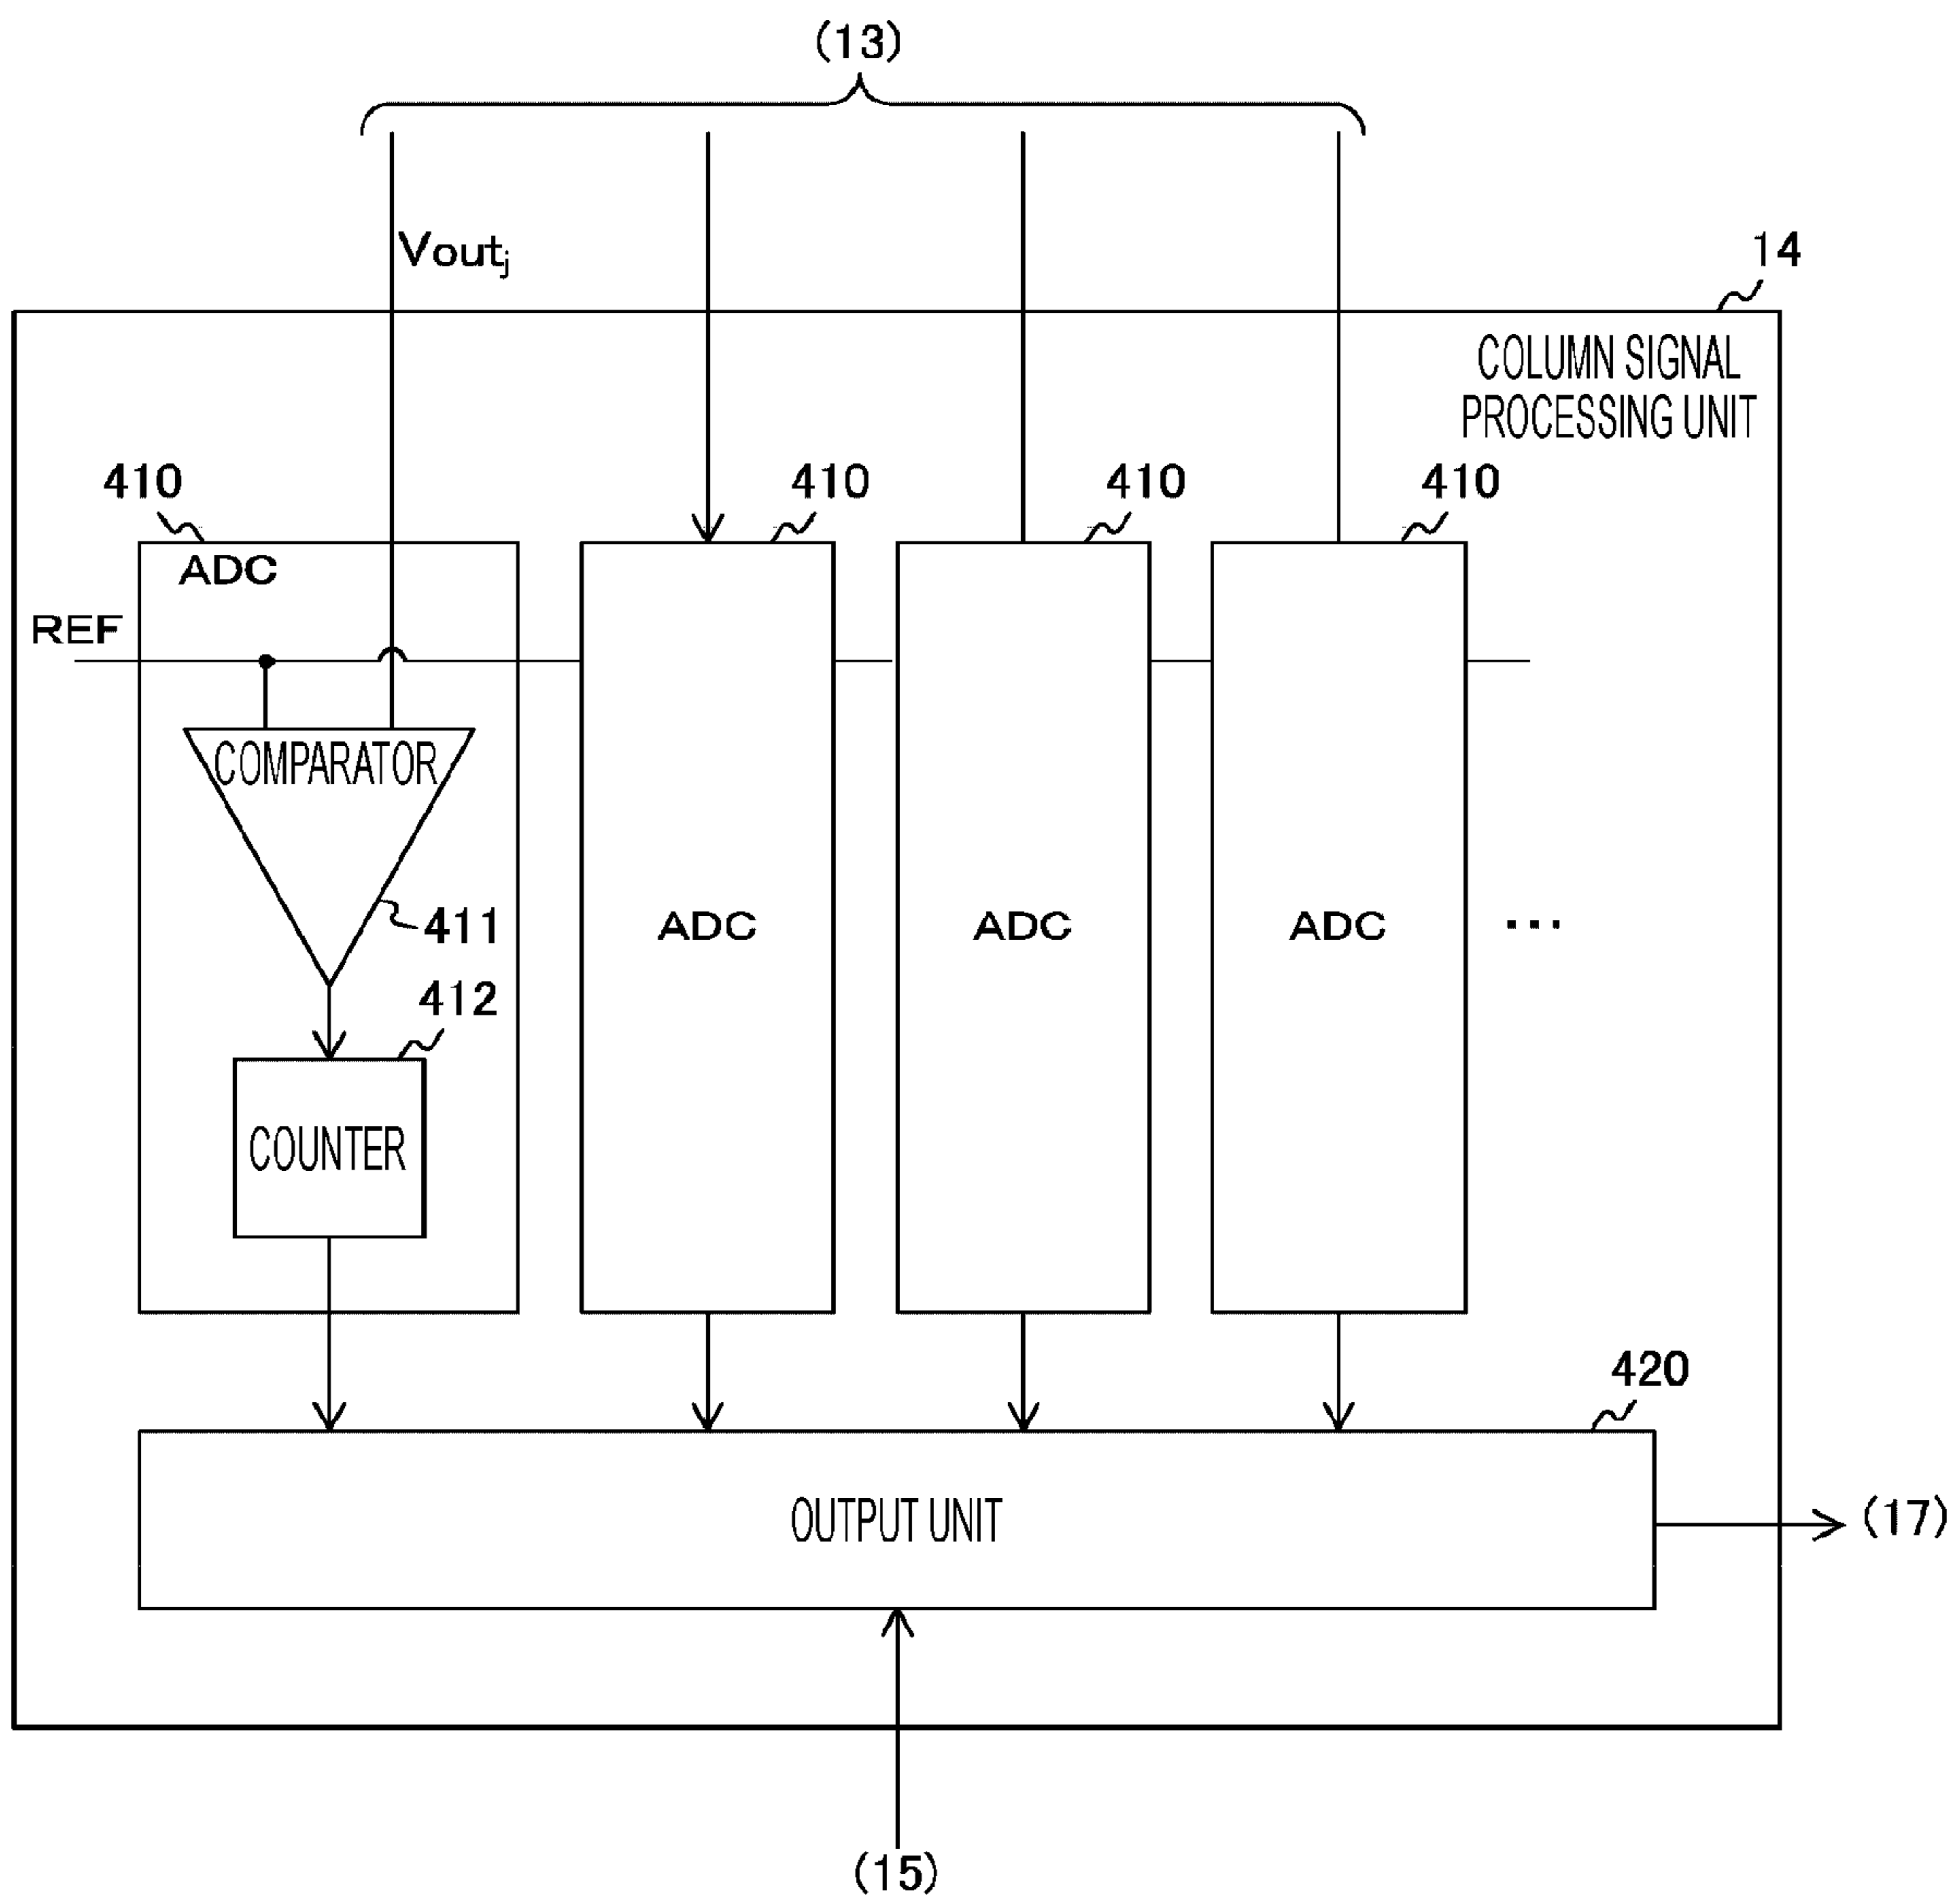 (13)
Voutj
14
COLUMN SIGNAL
PROCESSING UNIT
410
410
410
410
ADC
REF
COMPARATOR
411
ADC
ADC
ADC
...
412
COUNTER
420
OUTPUT UNIT
(17)
(15)